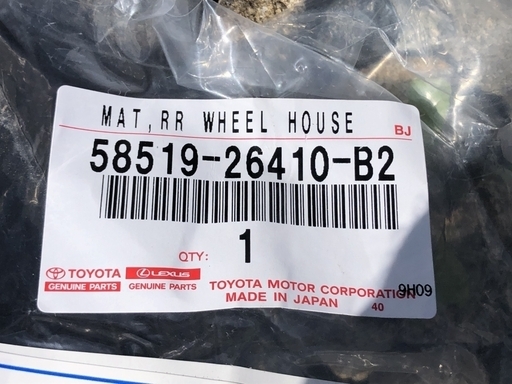 MAT,RR WHEEL HOUSE
BJ
58519-26410-B2
QTY: 1
TOYOTA LEXUS
GENUINE PARTS GENUINE PARTS
TOYOTA MOTOR CORPORATION 9H09
MADE IN JAPAN 40